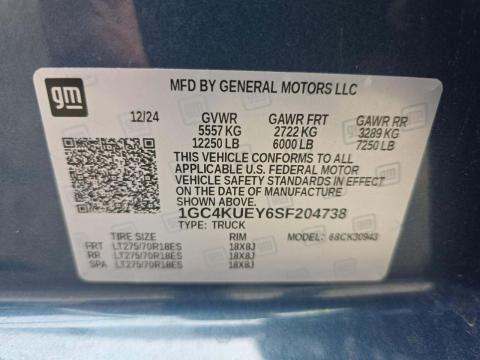 gm
MFD BY GENERAL MOTORS LLC
12/24 GVWR GAWR FRT GAWR RR
5557 KG 2722 KG 3289 KG
12250 LB 6000 LB 7250 LB
THIS VEHICLE CONFORMS TO ALL
APPLICABLE U.S. FEDERAL MOTOR
VEHICLE SAFETY STANDARDS IN EFFECT
ON THE DATE OF MANUFACTURE
SHOWN ABOVE.
1GC4KUEY6SF204738
TYPE: TRUCK
TIRE SIZE RIM MODEL: 68CK30943
FRT LT275/70R18ES 18X8J
RR LT275/70R18ES 18X8J
SPA LT275/70R18ES 18X8J